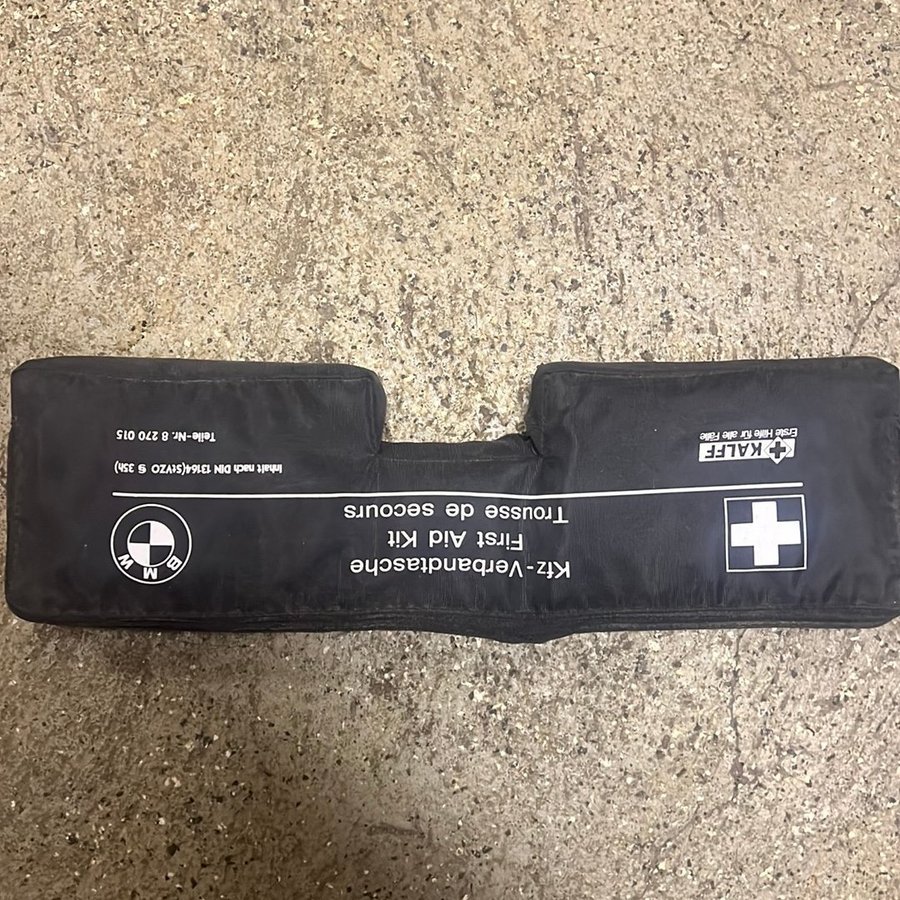 Kfz-Verbandtasche
First Aid Kit
Trousse de secours
BMW
KALFF
Erste Hilfe für alle Fälle
Inhalt nach DIN 13164(StVZO § 35h)
Teile-Nr. 8 270 015